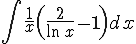 ∫ 1/x (2/ln x − 1) dx